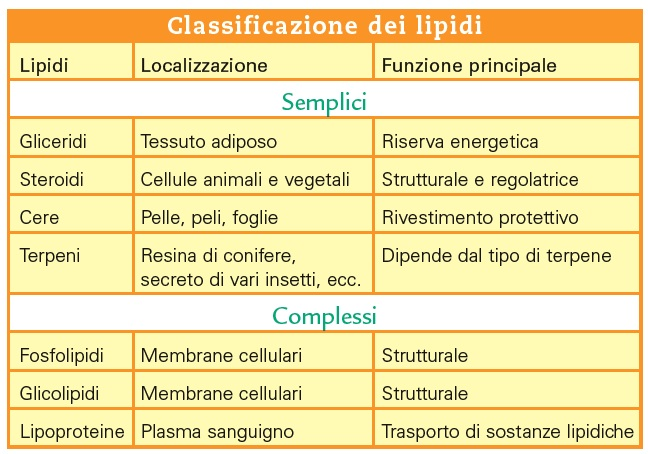 Classificazione dei lipidi
Lipidi Localizzazione Funzione principale
Semplici
Gliceridi Tessuto adiposo Riserva energetica
Steroidi Cellule animali e vegetali Strutturale e regolatrice
Cere Pelle, peli, foglie Rivestimento protettivo
Terpeni Resina di conifere, Dipende dal tipo di terpene
secreto di vari insetti, ecc.
Complessi
Fosfolipidi Membrane cellulari Strutturale
Glicolipidi Membrane cellulari Strutturale
Lipoproteine Plasma sanguigno Trasporto di sostanze lipidiche